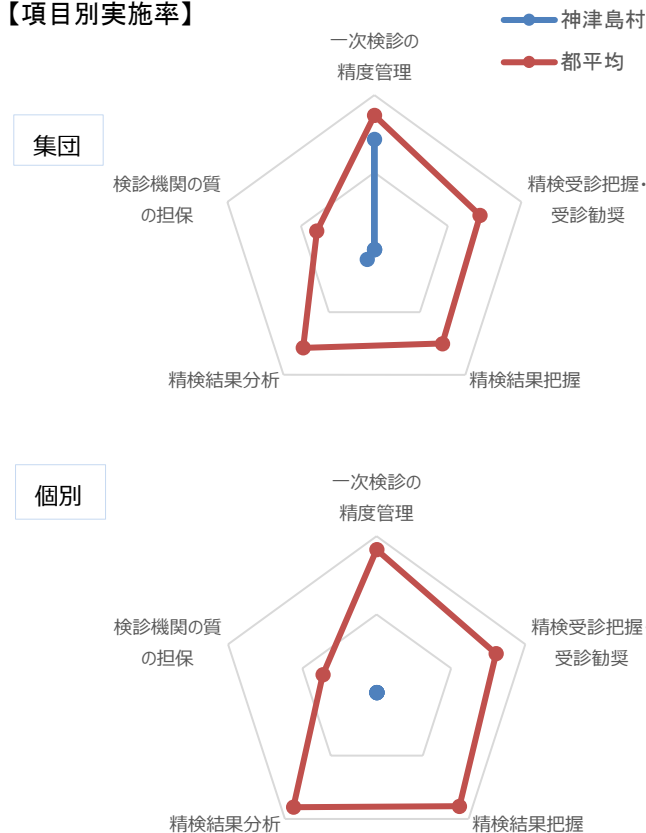 【項目別実施率】
神津島村
都平均
集団
一次検診の
精度管理
精検受診把握・
受診勧奨
精検結果把握
精検結果分析
検診機関の質
の担保
個別
一次検診の
精度管理
精検受診把握
受診勧奨
精検結果把握
精検結果分析
検診機関の質
の担保